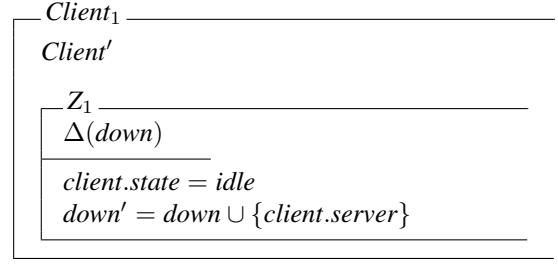 Client₁
Client′
Z₁
Δ(down)
client.state = idle
down′ = down ∪ {client.server}